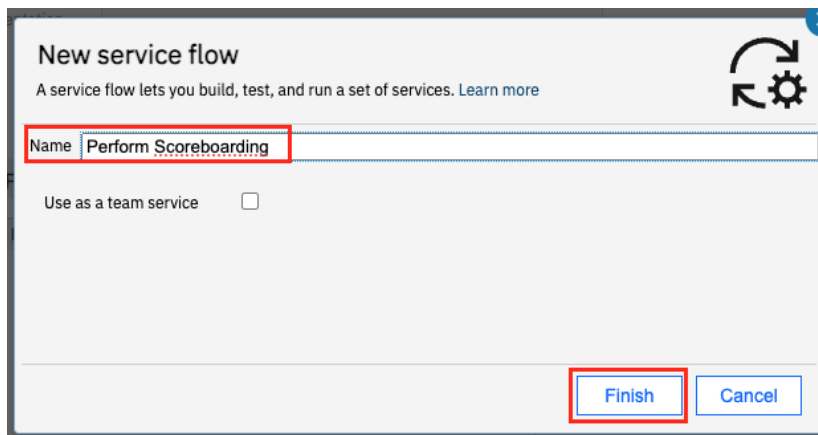 New service flow
A service flow lets you build, test, and run a set of services. Learn more
Name Perform Scoreboarding
Use as a team service
Finish Cancel